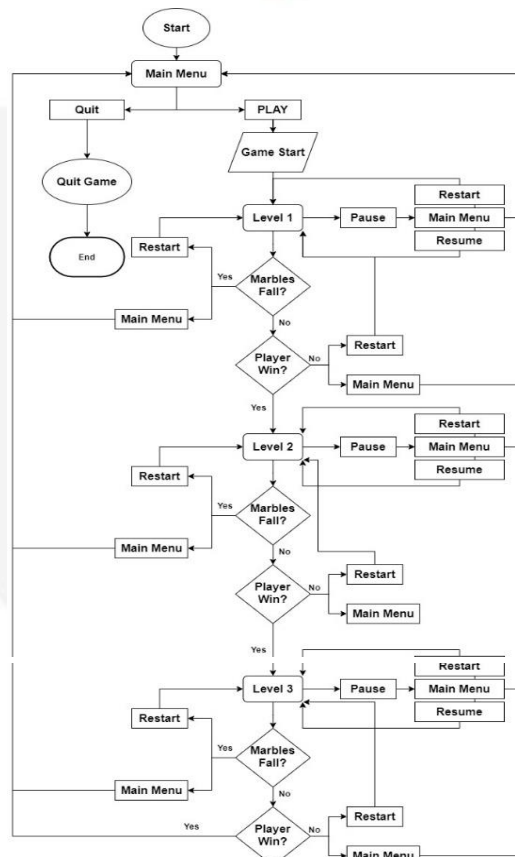 Start
Main Menu
Quit
PLAY
Game Start
Quit Game
End
Restart
Level 1
Pause
Restart
Main Menu
Resume
Yes
Marbles
Fall?
Main Menu
No
Player
Win?
No
Restart
Main Menu
Yes
Level 2
Pause
Restart
Main Menu
Resume
Restart
Yes
Marbles
Fall?
Main Menu
No
Player
Win?
No
Restart
Main Menu
Yes
Level 3
Pause
Restart
Main Menu
Resume
Restart
Yes
Marbles
Fall?
Main Menu
No
Yes
Player
Win?
No
Restart
Main Menu